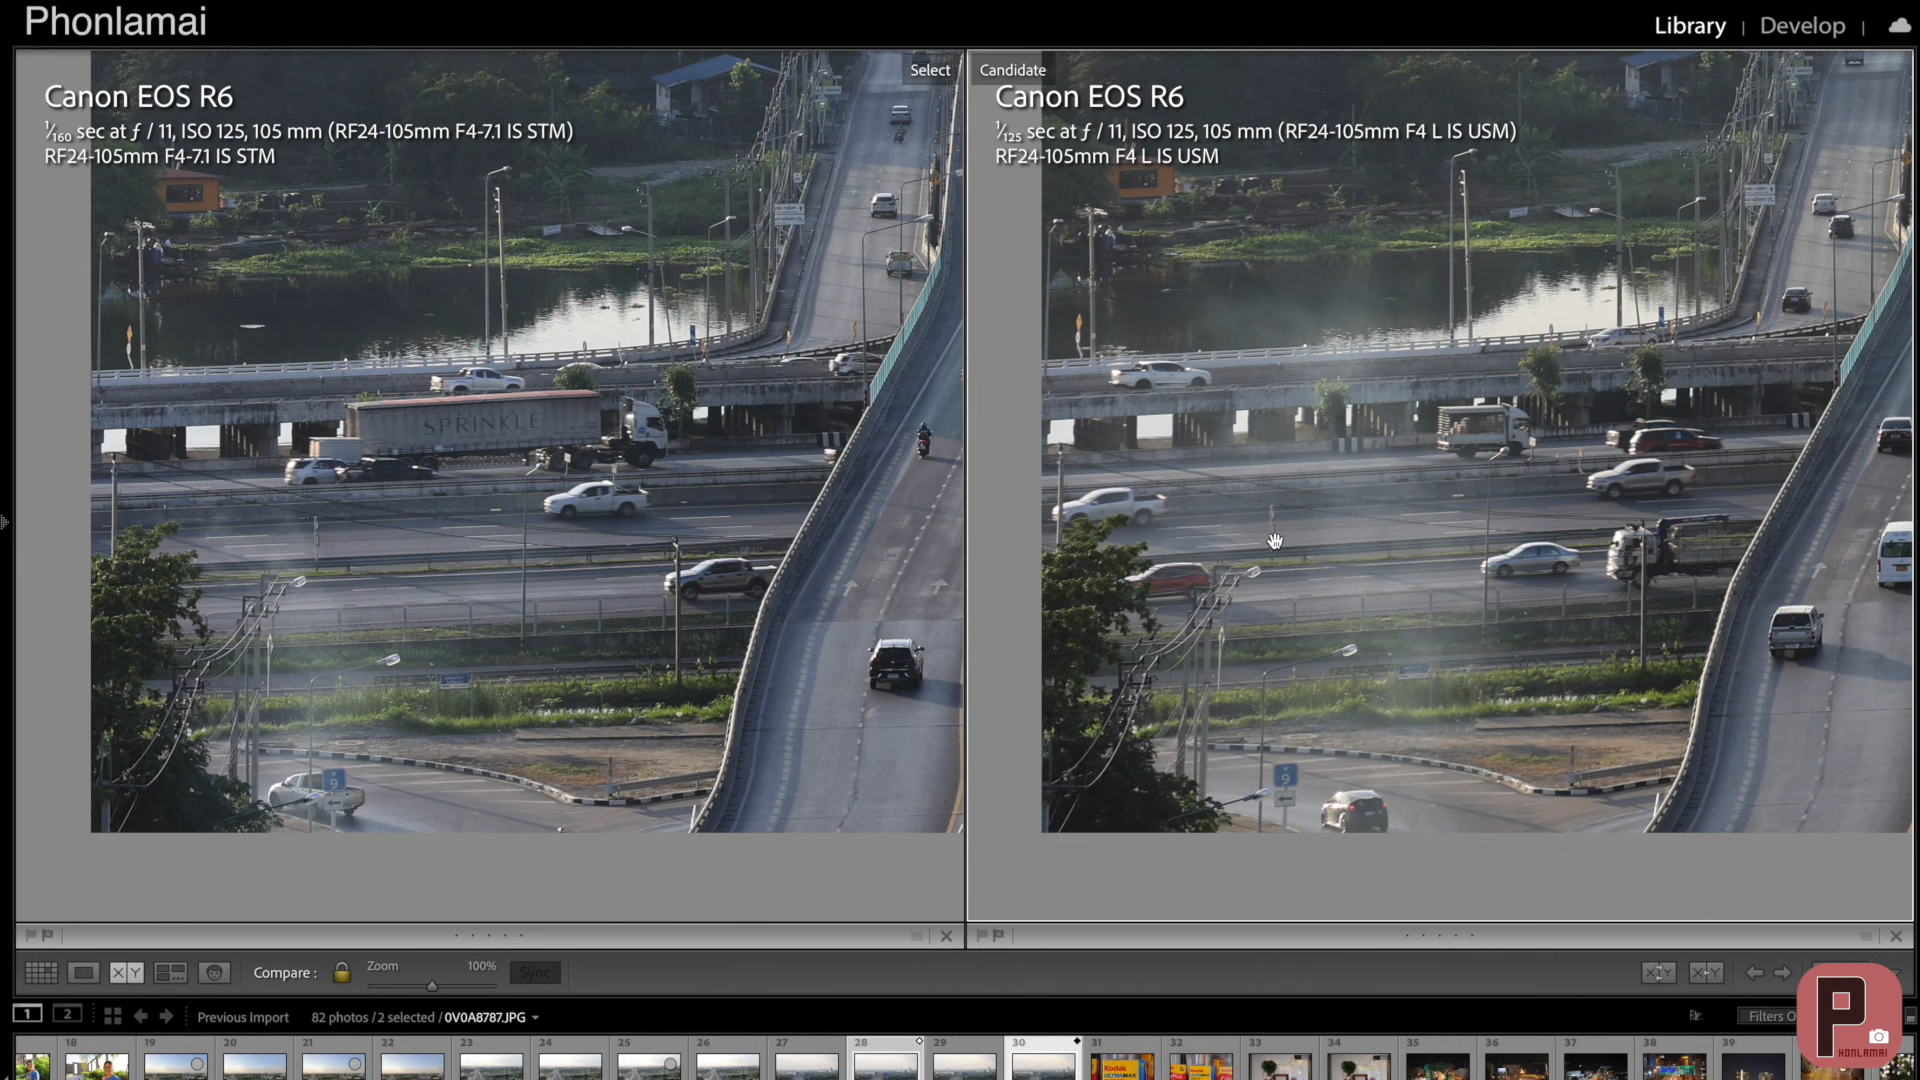 Phonlamai
Library | Develop |
Select
Canon EOS R6
1/160 sec at ƒ / 11, ISO 125, 105 mm (RF24-105mm F4-7.1 IS STM)
RF24-105mm F4-7.1 IS STM
SPRINKLE
9
Candidate
Canon EOS R6
1/125 sec at ƒ / 11, ISO 125, 105 mm (RF24-105mm F4 L IS USM)
RF24-105mm F4 L IS USM
9
X Y
Compare :
Zoom 100%
Sync
1 2
Previous Import
82 photos / 2 selected / 0V0A8787.JPG
Filters O
18 19 20 21 22 23 24 25 26 27 28 29 30 31 32 33 34 35 36 37 38 39
Kodak
ULTRAMAX
P
HONLAMAI